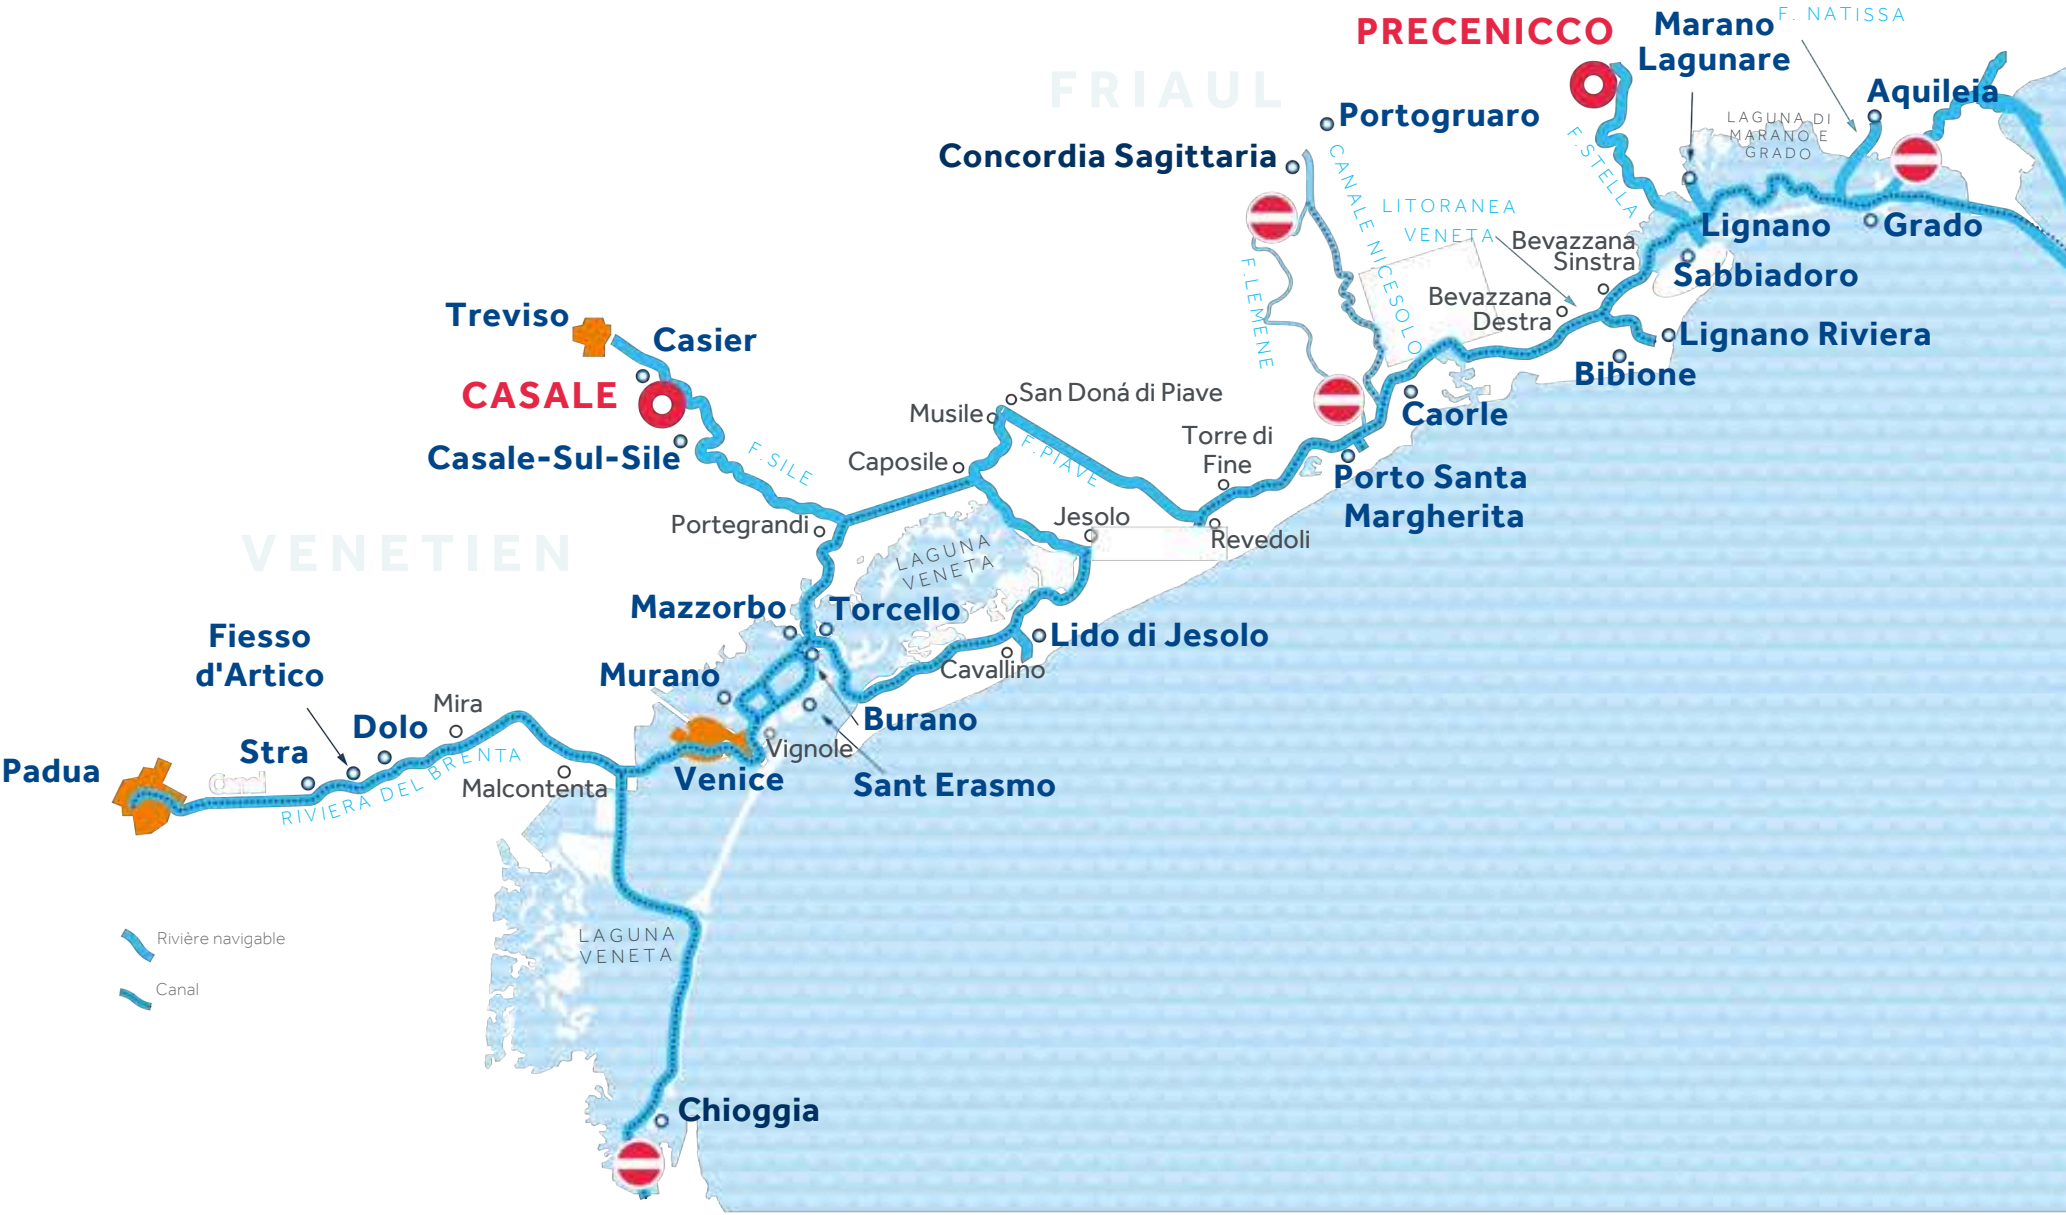 PRECENICCO
Marano
Lagunare
F. NATISSA
FRIAUL
Aquileia
Portogruaro
LAGUNA DI
MARANO E
GRADO
Concordia Sagittaria
F.STELLA
CANALE NICESOLO
LITORANEA
VENETA
Lignano
Grado
Bevazzana
Sinstra
Sabbiadoro
F.LEMENE
Bevazzana
Destra
Treviso
Casier
Lignano Riviera
Bibione
CASALE
San Doná di Piave
Musile
Caorle
Casale-Sul-Sile
F.SILE
F.PIAVE
Torre di
Fine
Caposile
Porto Santa
Margherita
Portegrandi
Jesolo
Revedoli
VENETIEN
LAGUNA
VENETA
Mazzorbo
Torcello
Fiesso
d'Artico
Lido di Jesolo
Cavallino
Murano
Mira
Dolo
Burano
Stra
Vignole
Padua
Canal
RIVIERA DEL BRENTA
Malcontenta
Venice
Sant Erasmo
Rivière navigable
LAGUNA
VENETA
Canal
Chioggia